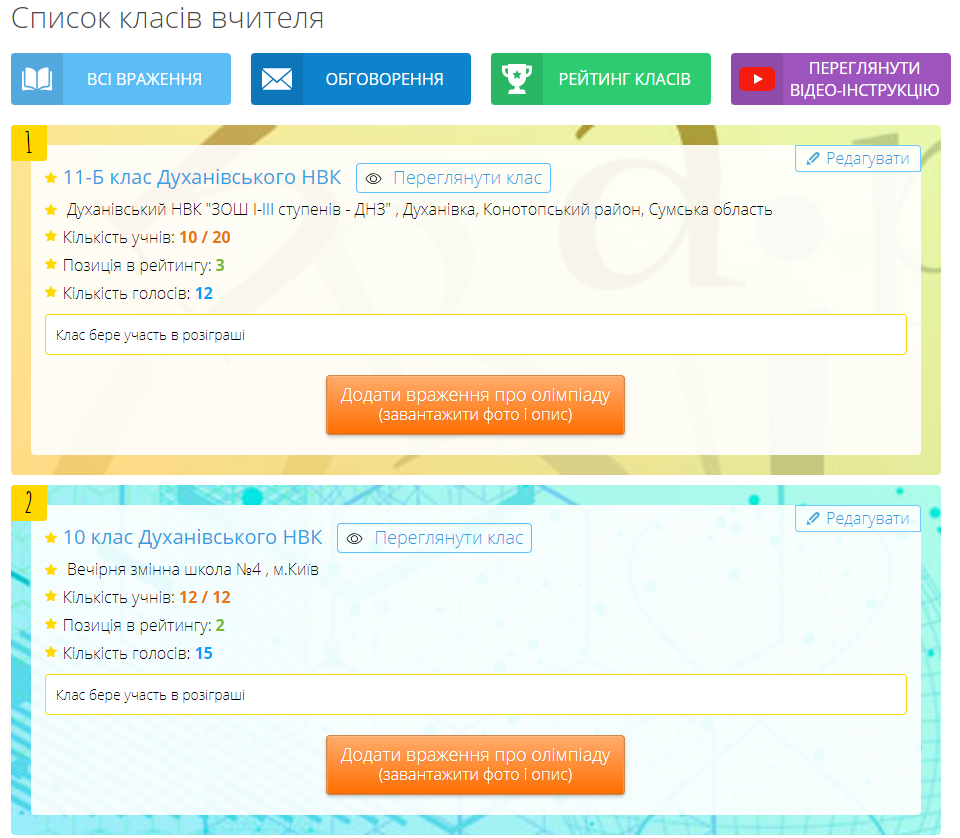 Список класів вчителя
ВСІ ВРАЖЕННЯ
ОБГОВОРЕННЯ
РЕЙТИНГ КЛАСІВ
ПЕРЕГЛЯНУТИ
ВІДЕО-ІНСТРУКЦІЮ
1
Редагувати
11-Б клас Духанівського НВК Переглянути клас
Духанівський НВК "ЗОШ І-ІІІ ступенів - ДНЗ" , Духанівка, Конотопський район, Сумська область
Кількість учнів: 10 / 20
Позиція в рейтингу: 3
Кількість голосів: 12
Клас бере участь в розіграші
Додати враження про олімпіаду
(завантажити фото і опис)
2
Редагувати
10 клас Духанівського НВК Переглянути клас
Вечірня змінна школа №4 , м.Київ
Кількість учнів: 12 / 12
Позиція в рейтингу: 2
Кількість голосів: 15
Клас бере участь в розіграші
Додати враження про олімпіаду
(завантажити фото і опис)